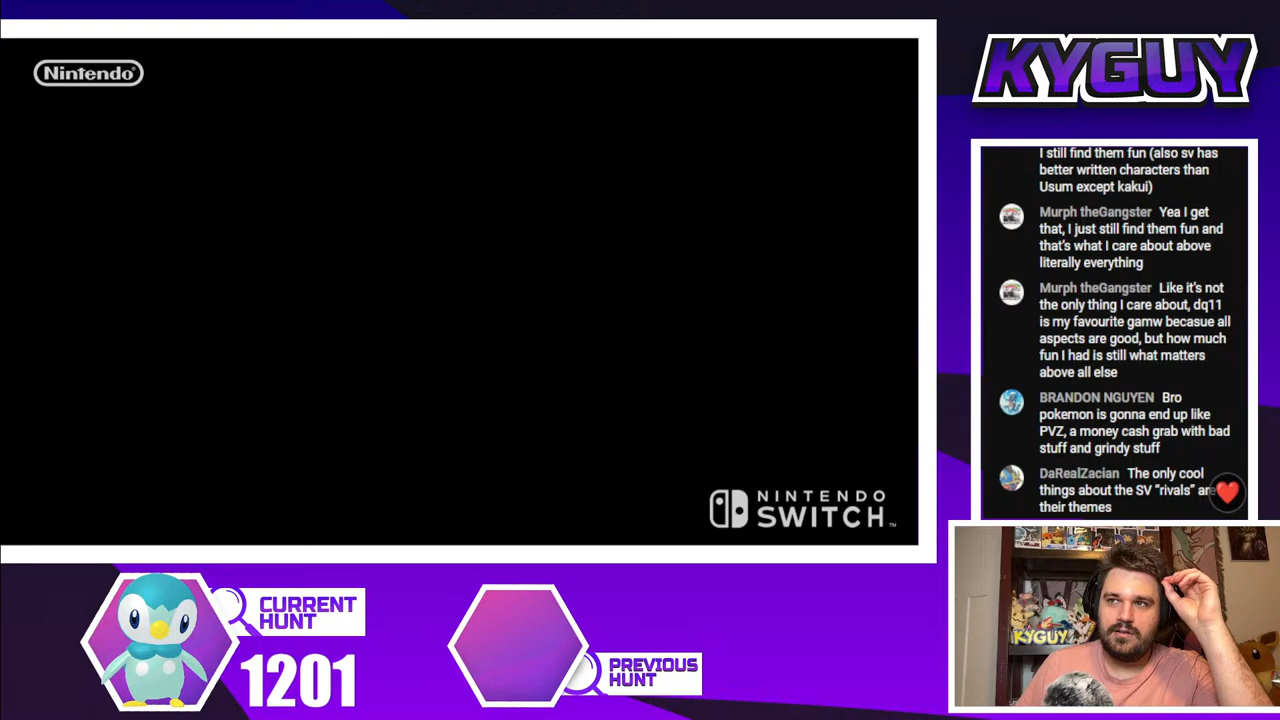 Nintendo
NINTENDO
SWITCH
KYGUY
I still find them fun (also sv has
better written characters than
Usum except kakui)
Murph theGangster Yea I get
that, I just still find them fun and
that's what I care about above
literally everything
Murph theGangster Like it's not
the only thing I care about, dq11
is my favourite gamw becasue all
aspects are good, but how much
fun I had is still what matters
above all else
BRANDON NGUYEN Bro
pokemon is gonna end up like
PVZ, a money cash grab with bad
stuff and grindy stuff
DaRealZacian The only cool
things about the SV “rivals” are
their themes
CURRENT
HUNT
1201
PREVIOUS
HUNT
KYGUY